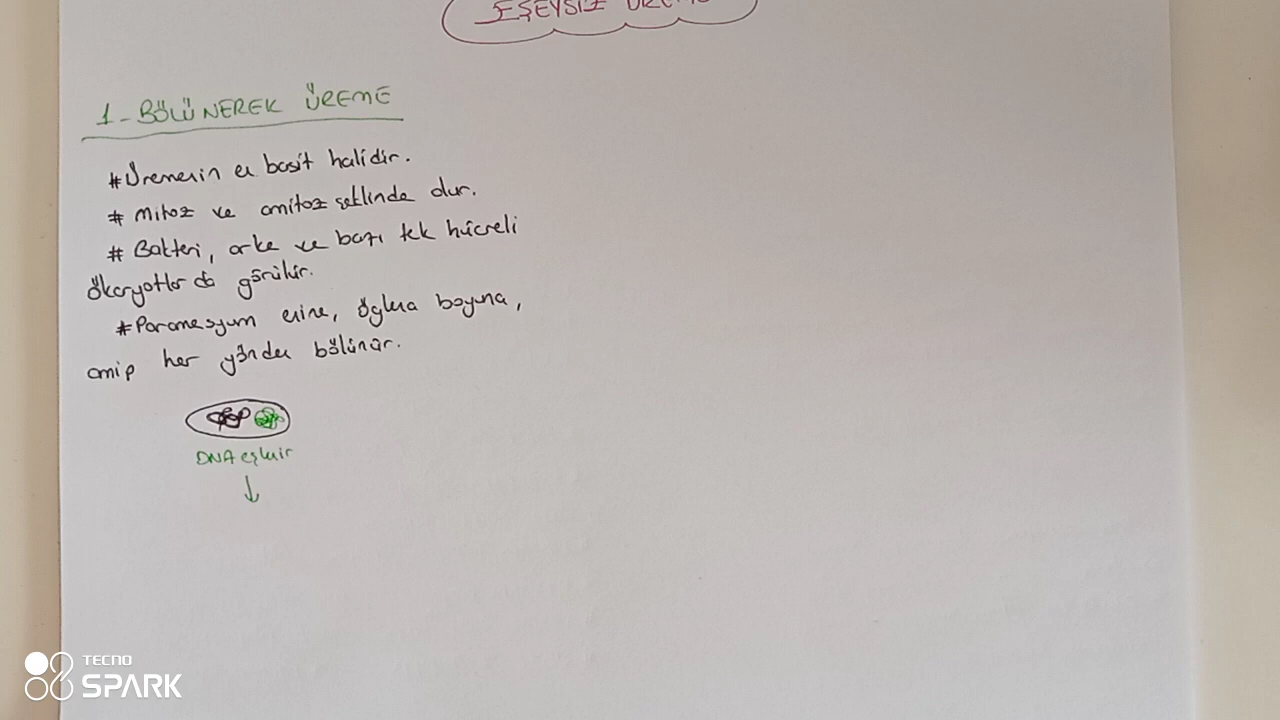 EŞEYSİZ ÜREME
1-BÖLÜNEREK ÜREME
#Üremenin en basit halidir.
# Mitoz ve amitoz şeklinde olur.
# Bakteri, arke ve bazı tek hücreli
ökaryotlarda görülür.
#Paramesyum enine, öglena boyuna,
amip her yönden bölünür.
DNA eşlenir
TECNO
SPARK